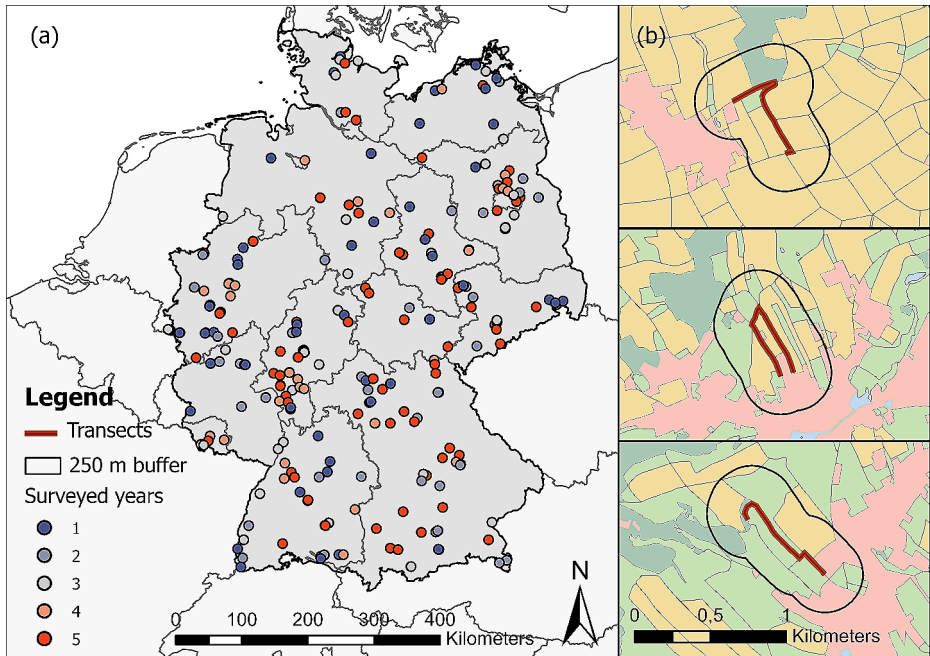 (a)
(b)
Legend
Transects
250 m buffer
Surveyed years
1
2
3
4
5
N
0 100 200 300 400
Kilometers
0 0,5 1
Kilometers